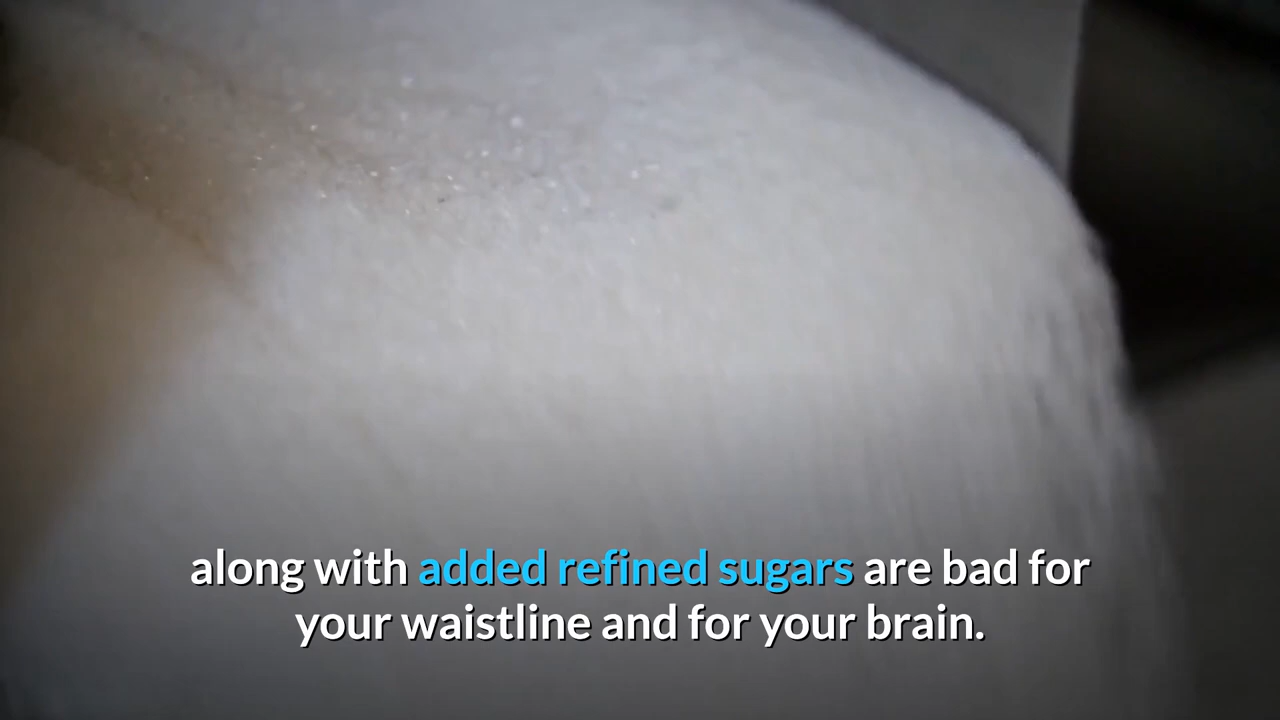 along with added refined sugars are bad for
your waistline and for your brain.